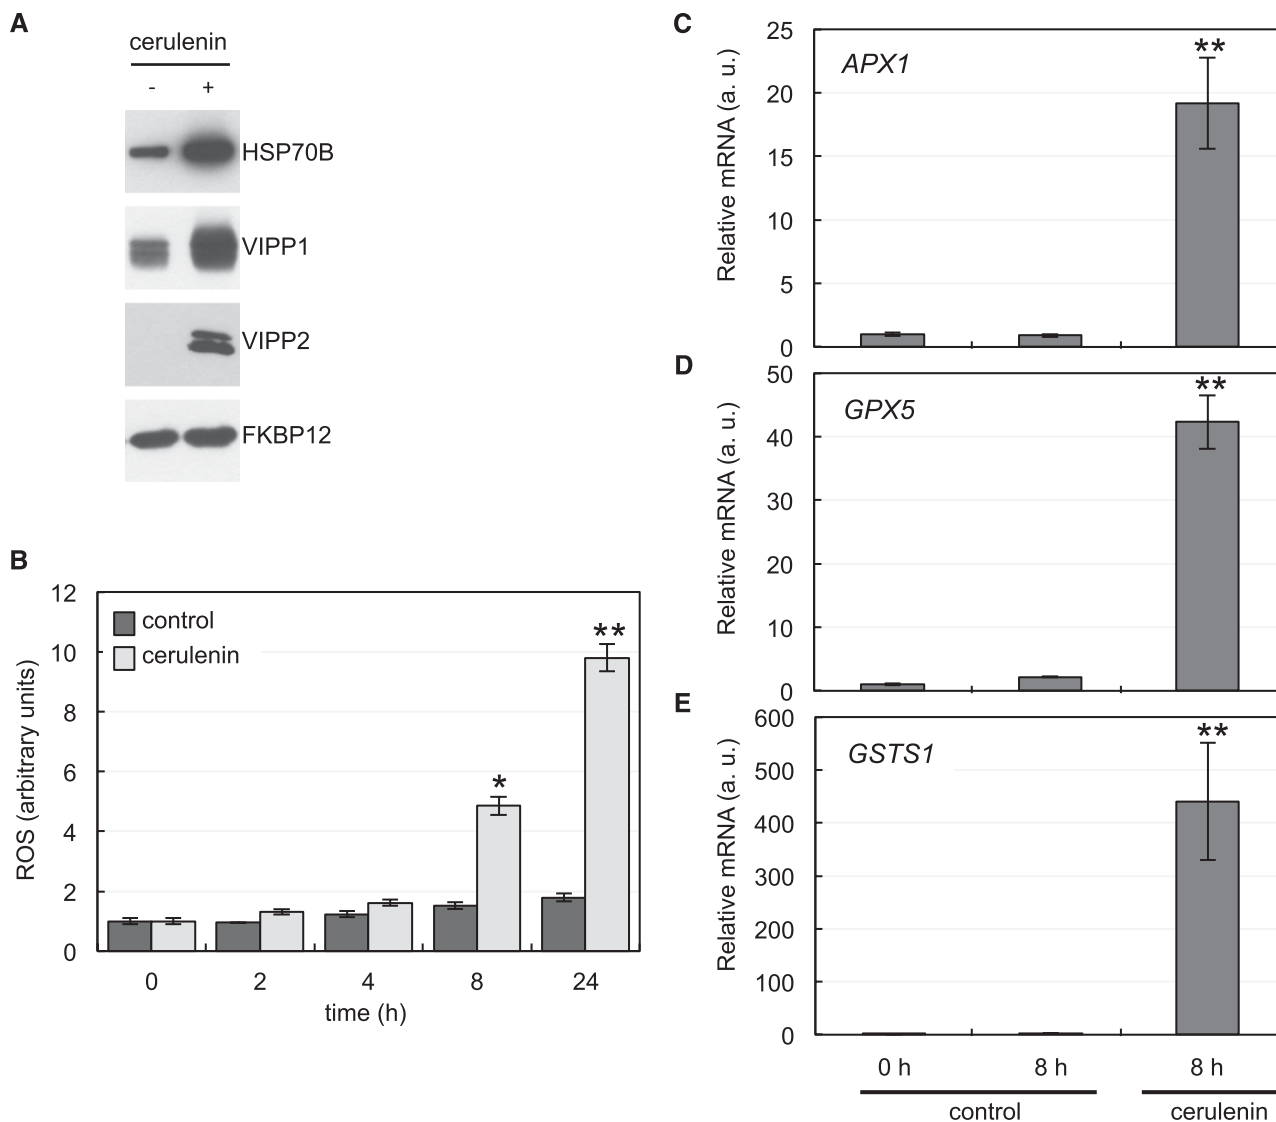 A
cerulenin
- +
HSP70B
VIPP1
VIPP2
FKBP12
B
12
10
8
6
4
2
0
ROS (arbitrary units)
control
cerulenin
*
**
0 2 4 8 24
time (h)
C
25
20
15
10
5
0
Relative mRNA (a. u.)
APX1
**
D
50
40
30
20
10
0
Relative mRNA (a. u.)
GPX5
**
E
600
500
400
300
200
100
0
Relative mRNA (a. u.)
GSTS1
**
0 h 8 h 8 h
control cerulenin